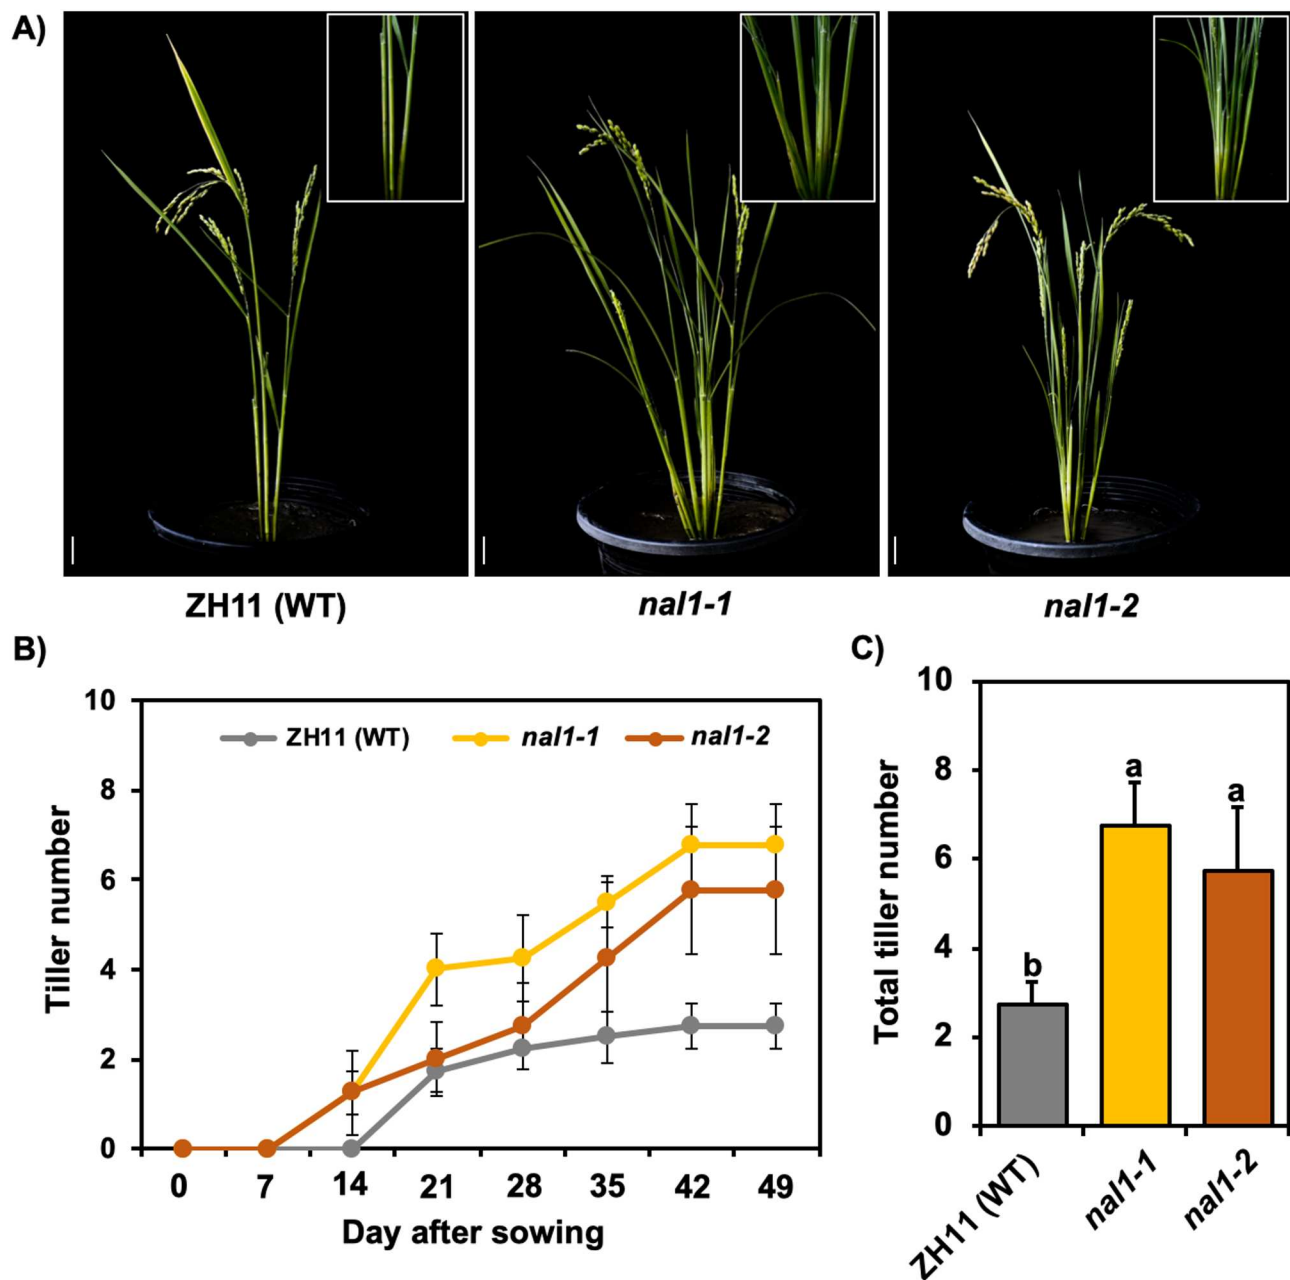 A)
ZH11 (WT)
nal1-1
nal1-2
B)
10
8
6
4
2
0
Tiller number
ZH11 (WT)
nal1-1
nal1-2
0 7 14 21 28 35 42 49
Day after sowing
C)
10
8
6
4
2
0
Total tiller number
b
a
a
ZH11 (WT)
nal1-1
nal1-2